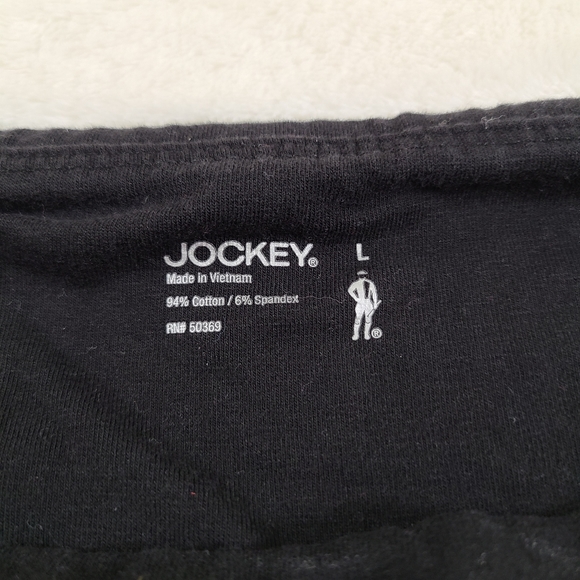 JOCKEY® L
Made in Vietnam
94% Cotton / 6% Spandex
RN# 50369
®